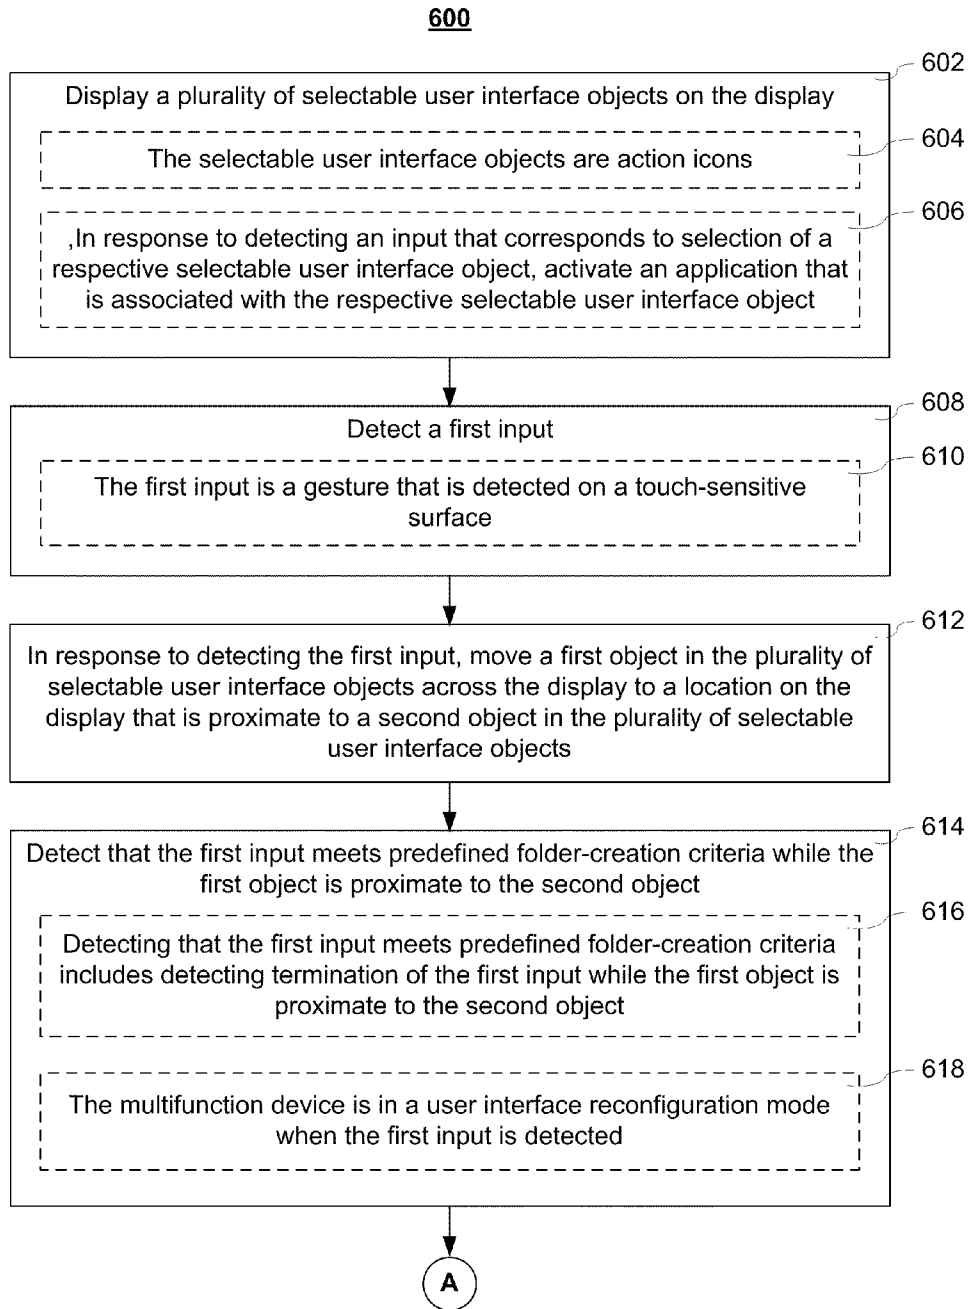 600
602
Display a plurality of selectable user interface objects on the display
604
The selectable user interface objects are action icons
606
,In response to detecting an input that corresponds to selection of a
respective selectable user interface object, activate an application that
is associated with the respective selectable user interface object
608
Detect a first input
610
The first input is a gesture that is detected on a touch-sensitive
surface
612
In response to detecting the first input, move a first object in the plurality of
selectable user interface objects across the display to a location on the
display that is proximate to a second object in the plurality of selectable
user interface objects
614
Detect that the first input meets predefined folder-creation criteria while the
first object is proximate to the second object
616
Detecting that the first input meets predefined folder-creation criteria
includes detecting termination of the first input while the first object is
proximate to the second object
618
The multifunction device is in a user interface reconfiguration mode
when the first input is detected
A